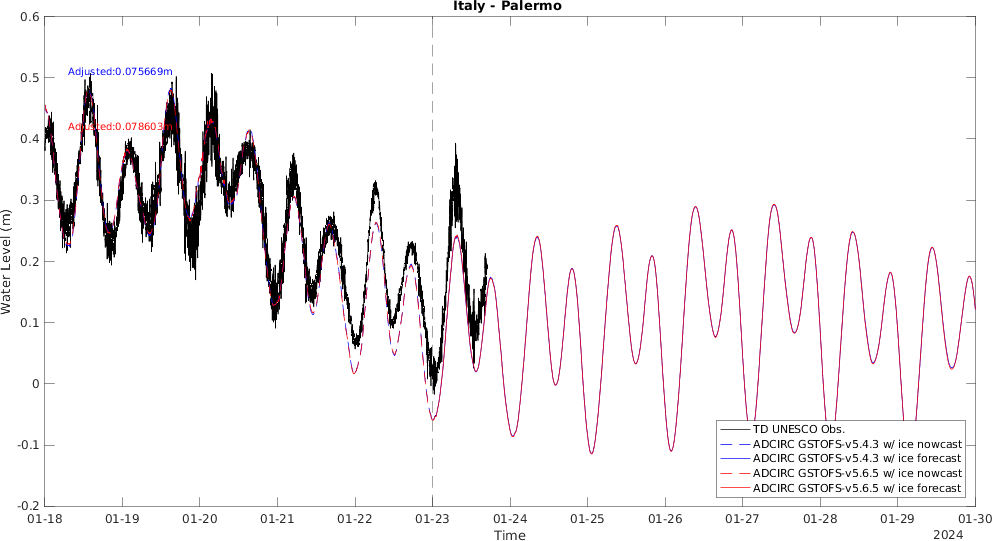 Italy - Palermo
Water Level (m)
0.6
0.5
0.4
0.3
0.2
0.1
0
-0.1
-0.2
Adjusted:0.075669m
Adjusted:0.078603m
TD UNESCO Obs.
ADCIRC GSTOFS-v5.4.3 w/ ice nowcast
ADCIRC GSTOFS-v5.4.3 w/ ice forecast
ADCIRC GSTOFS-v5.6.5 w/ ice nowcast
ADCIRC GSTOFS-v5.6.5 w/ ice forecast
01-18 01-19 01-20 01-21 01-22 01-23 01-24 01-25 01-26 01-27 01-28 01-29 01-30
Time
2024